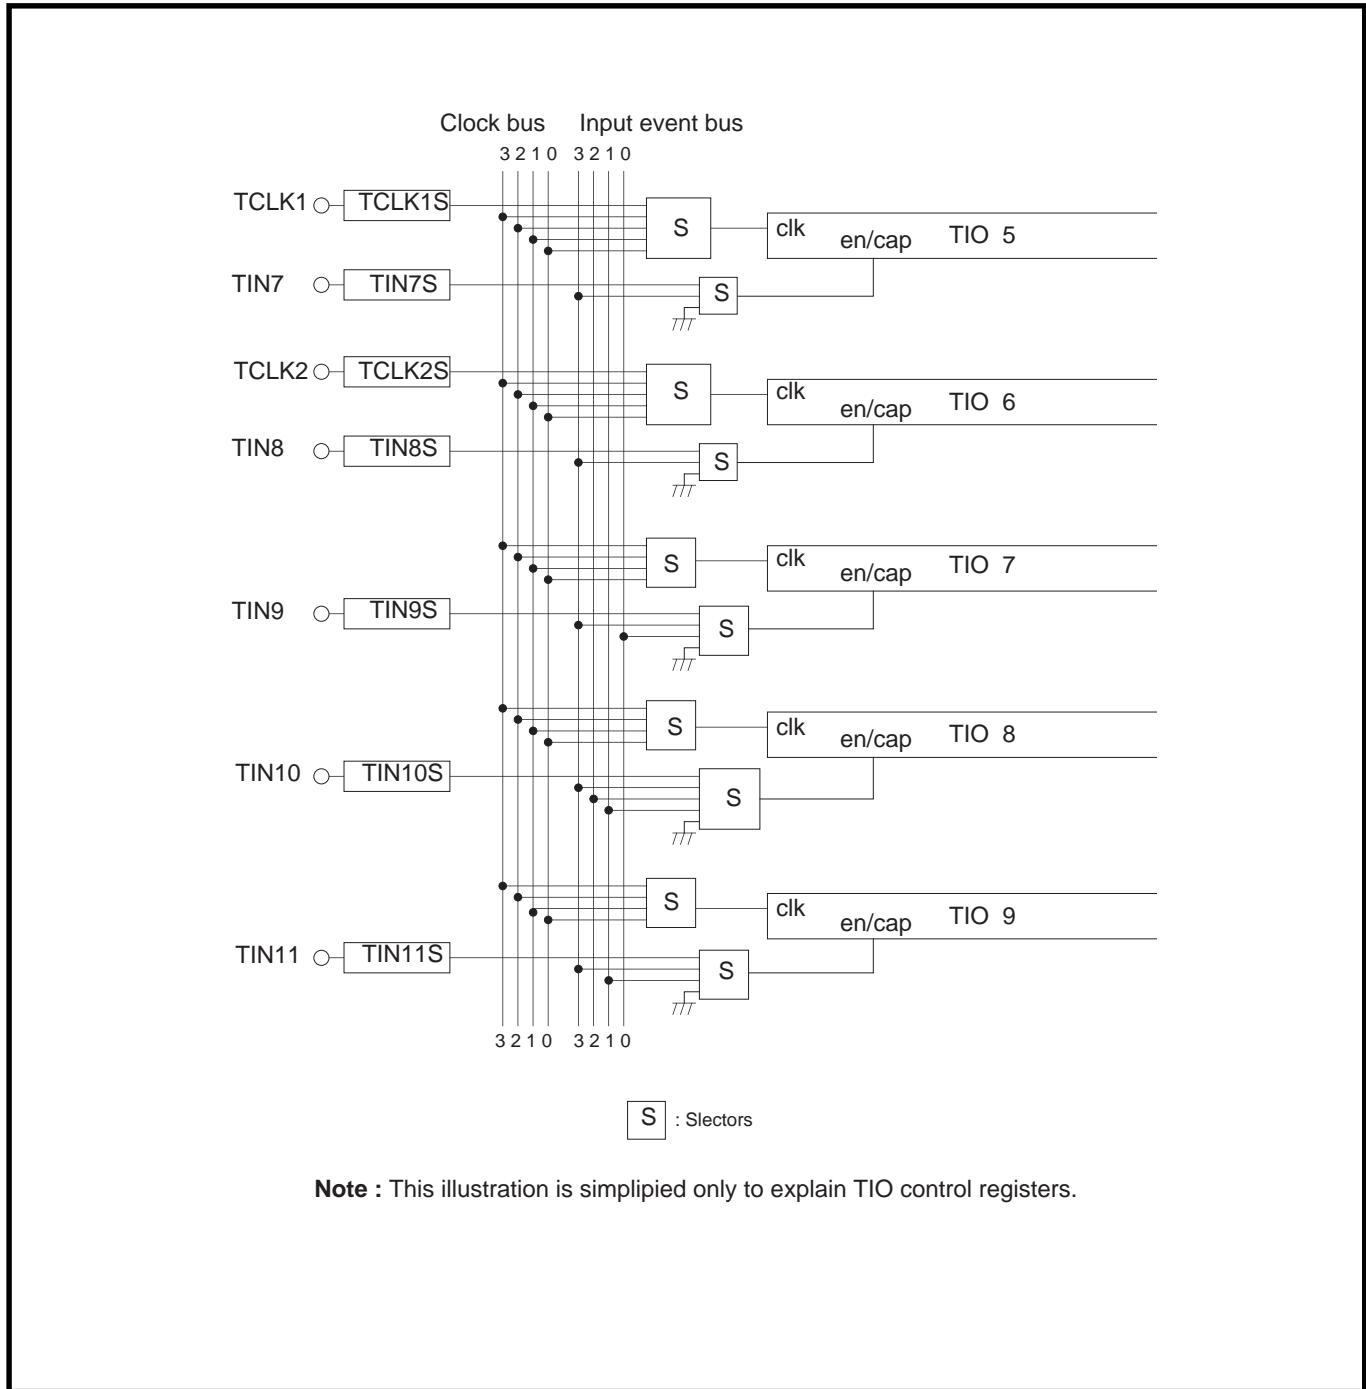 Clock bus Input event bus
3 2 1 0 3 2 1 0
TCLK1 TCLK1S S clk en/cap TIO 5
TIN7 TIN7S S
TCLK2 TCLK2S S clk en/cap TIO 6
TIN8 TIN8S S
S clk en/cap TIO 7
TIN9 TIN9S S
S clk en/cap TIO 8
TIN10 TIN10S S
S clk en/cap TIO 9
TIN11 TIN11S S
3 2 1 0 3 2 1 0
S : Slectors
Note : This illustration is simplipied only to explain TIO control registers.